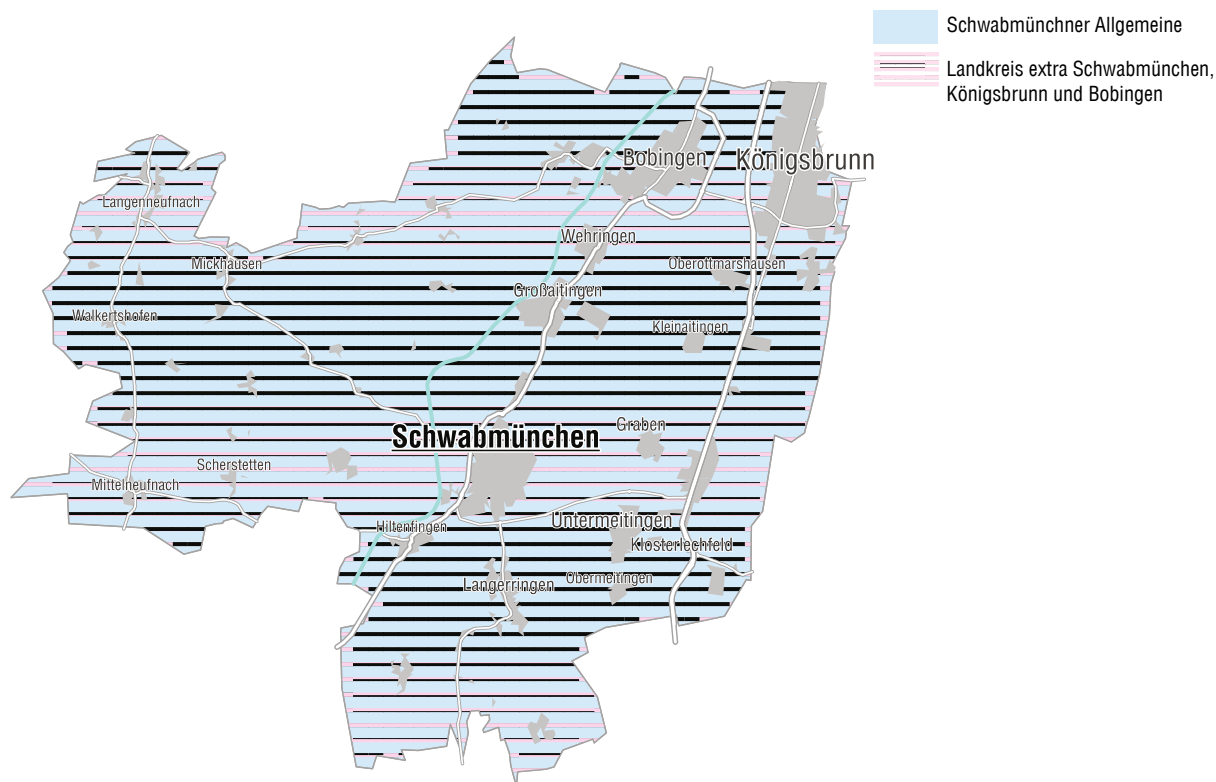 Schwabmünchner Allgemeine
Landkreis extra Schwabmünchen,
Königsbrunn und Bobingen
Bobingen
Königsbrunn
Langenneufnach
Wehringen
Mickhausen
Oberottmarshausen
Großaitingen
Walkertshofen
Kleinaitingen
Graben
Schwabmünchen
Scherstetten
Mittelneufnach
Untermeitingen
Hiltenfingen
Klosterlechfeld
Obermeitingen
Langerringen